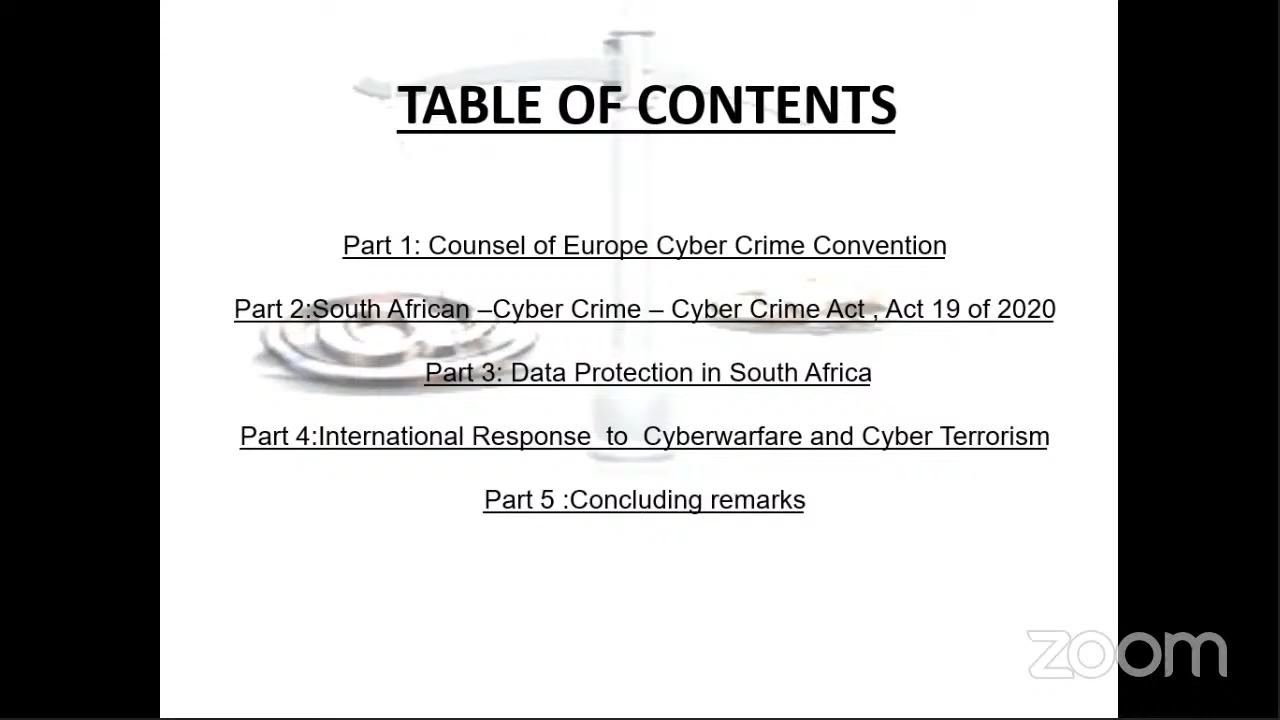 TABLE OF CONTENTS
Part 1: Counsel of Europe Cyber Crime Convention
Part 2:South African –Cyber Crime – Cyber Crime Act , Act 19 of 2020
Part 3: Data Protection in South Africa
Part 4:International Response  to  Cyberwarfare and Cyber Terrorism
Part 5 :Concluding remarks
zoom